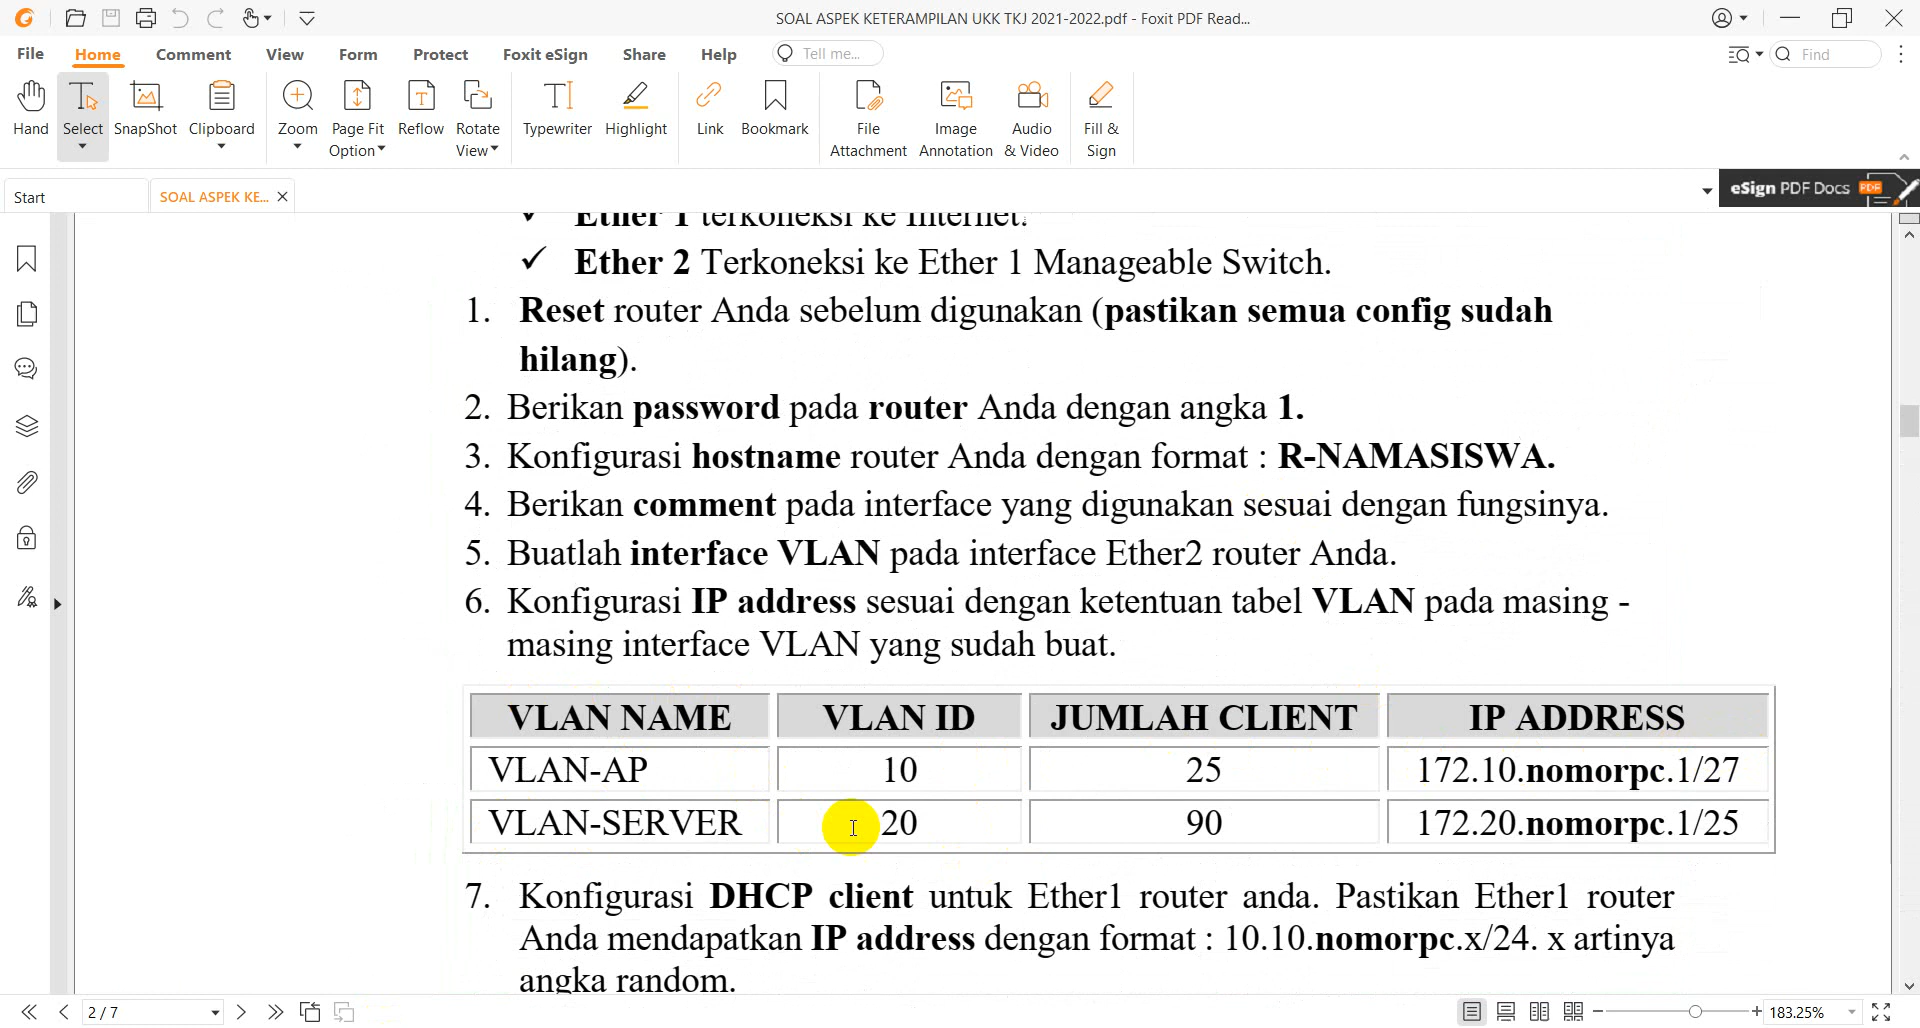 SOAL ASPEK KETERAMPILAN UKK TKJ 2021-2022.pdf - Foxit PDF Read...
File Home Comment View Form Protect Foxit eSign Share Help Tell me... Find
Hand Select SnapShot Clipboard Zoom Page Fit Option Reflow Rotate View Typewriter Highlight Link Bookmark File Attachment Image Annotation Audio & Video Fill & Sign
Start SOAL ASPEK KE... eSign PDF Docs PDF
✓ Ether 1 terkoneksi ke internet.
✓ Ether 2 Terkoneksi ke Ether 1 Manageable Switch.
1. Reset router Anda sebelum digunakan (pastikan semua config sudah
hilang).
2. Berikan password pada router Anda dengan angka 1.
3. Konfigurasi hostname router Anda dengan format : R-NAMASISWA.
4. Berikan comment pada interface yang digunakan sesuai dengan fungsinya.
5. Buatlah interface VLAN pada interface Ether2 router Anda.
6. Konfigurasi IP address sesuai dengan ketentuan tabel VLAN pada masing -
masing interface VLAN yang sudah buat.
VLAN NAME VLAN ID JUMLAH CLIENT IP ADDRESS
VLAN-AP 10 25 172.10.nomorpc.1/27
VLAN-SERVER 20 90 172.20.nomorpc.1/25
7. Konfigurasi DHCP client untuk Ether1 router anda. Pastikan Ether1 router
Anda mendapatkan IP address dengan format : 10.10.nomorpc.x/24. x artinya
angka random.
2 / 7 183.25%